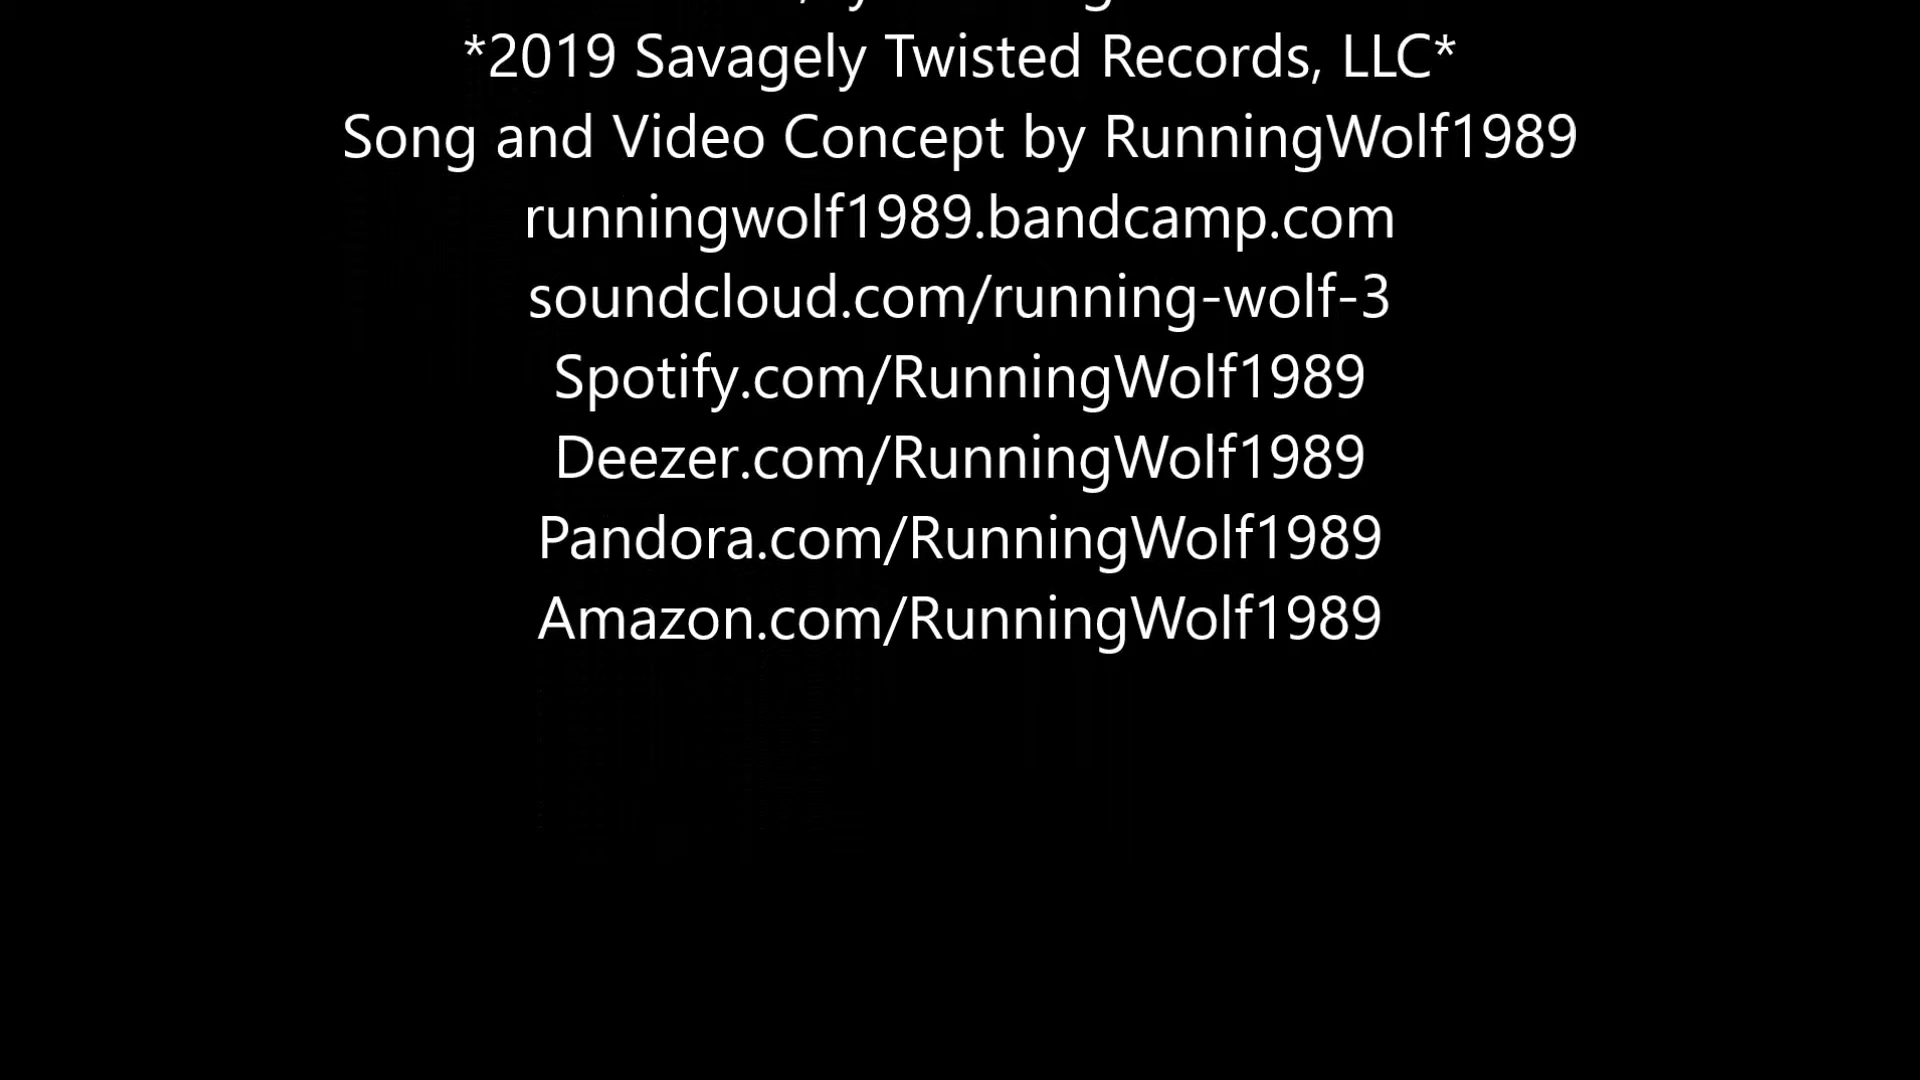 *2019 Savagely Twisted Records, LLC*
Song and Video Concept by RunningWolf1989
runningwolf1989.bandcamp.com
soundcloud.com/running-wolf-3
Spotify.com/RunningWolf1989
Deezer.com/RunningWolf1989
Pandora.com/RunningWolf1989
Amazon.com/RunningWolf1989